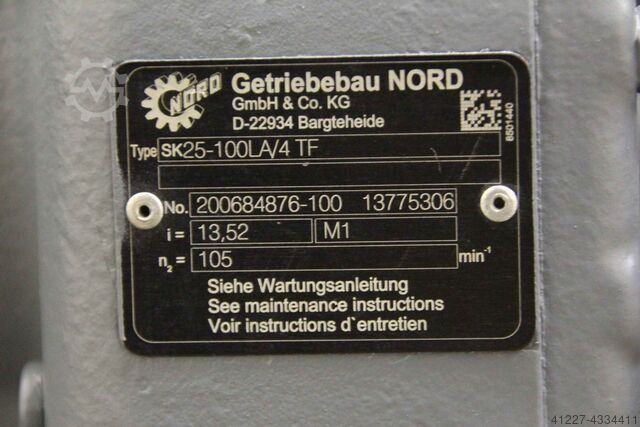 NORD
Getriebebau NORD
GmbH & Co. KG
D-22934 Bargteheide
8501440
Type SK25-100LA/4 TF
No. 200684876-100 13775306
i = 13,52 M1
n₂ = 105 min⁻¹
Siehe Wartungsanleitung
See maintenance instructions
Voir instructions d`entretien
41227-4334411